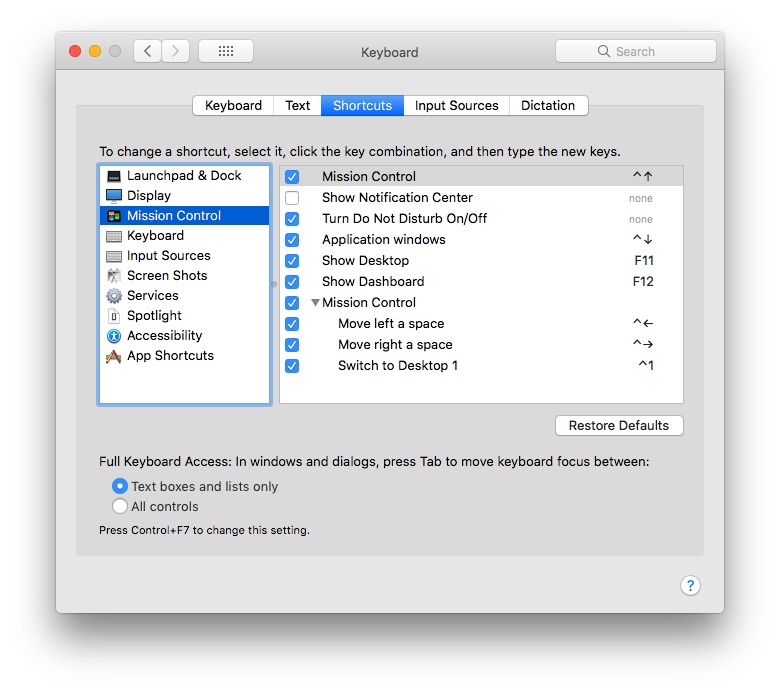 Keyboard
Search
Keyboard Text Shortcuts Input Sources Dictation
To change a shortcut, select it, click the key combination, and then type the new keys.
Launchpad & Dock
Display
Mission Control
Keyboard
Input Sources
Screen Shots
Services
Spotlight
Accessibility
App Shortcuts
Mission Control ^↑
Show Notification Center none
Turn Do Not Disturb On/Off none
Application windows ^↓
Show Desktop F11
Show Dashboard F12
Mission Control
Move left a space ^←
Move right a space ^→
Switch to Desktop 1 ^1
Restore Defaults
Full Keyboard Access: In windows and dialogs, press Tab to move keyboard focus between:
Text boxes and lists only
All controls
Press Control+F7 to change this setting.
?